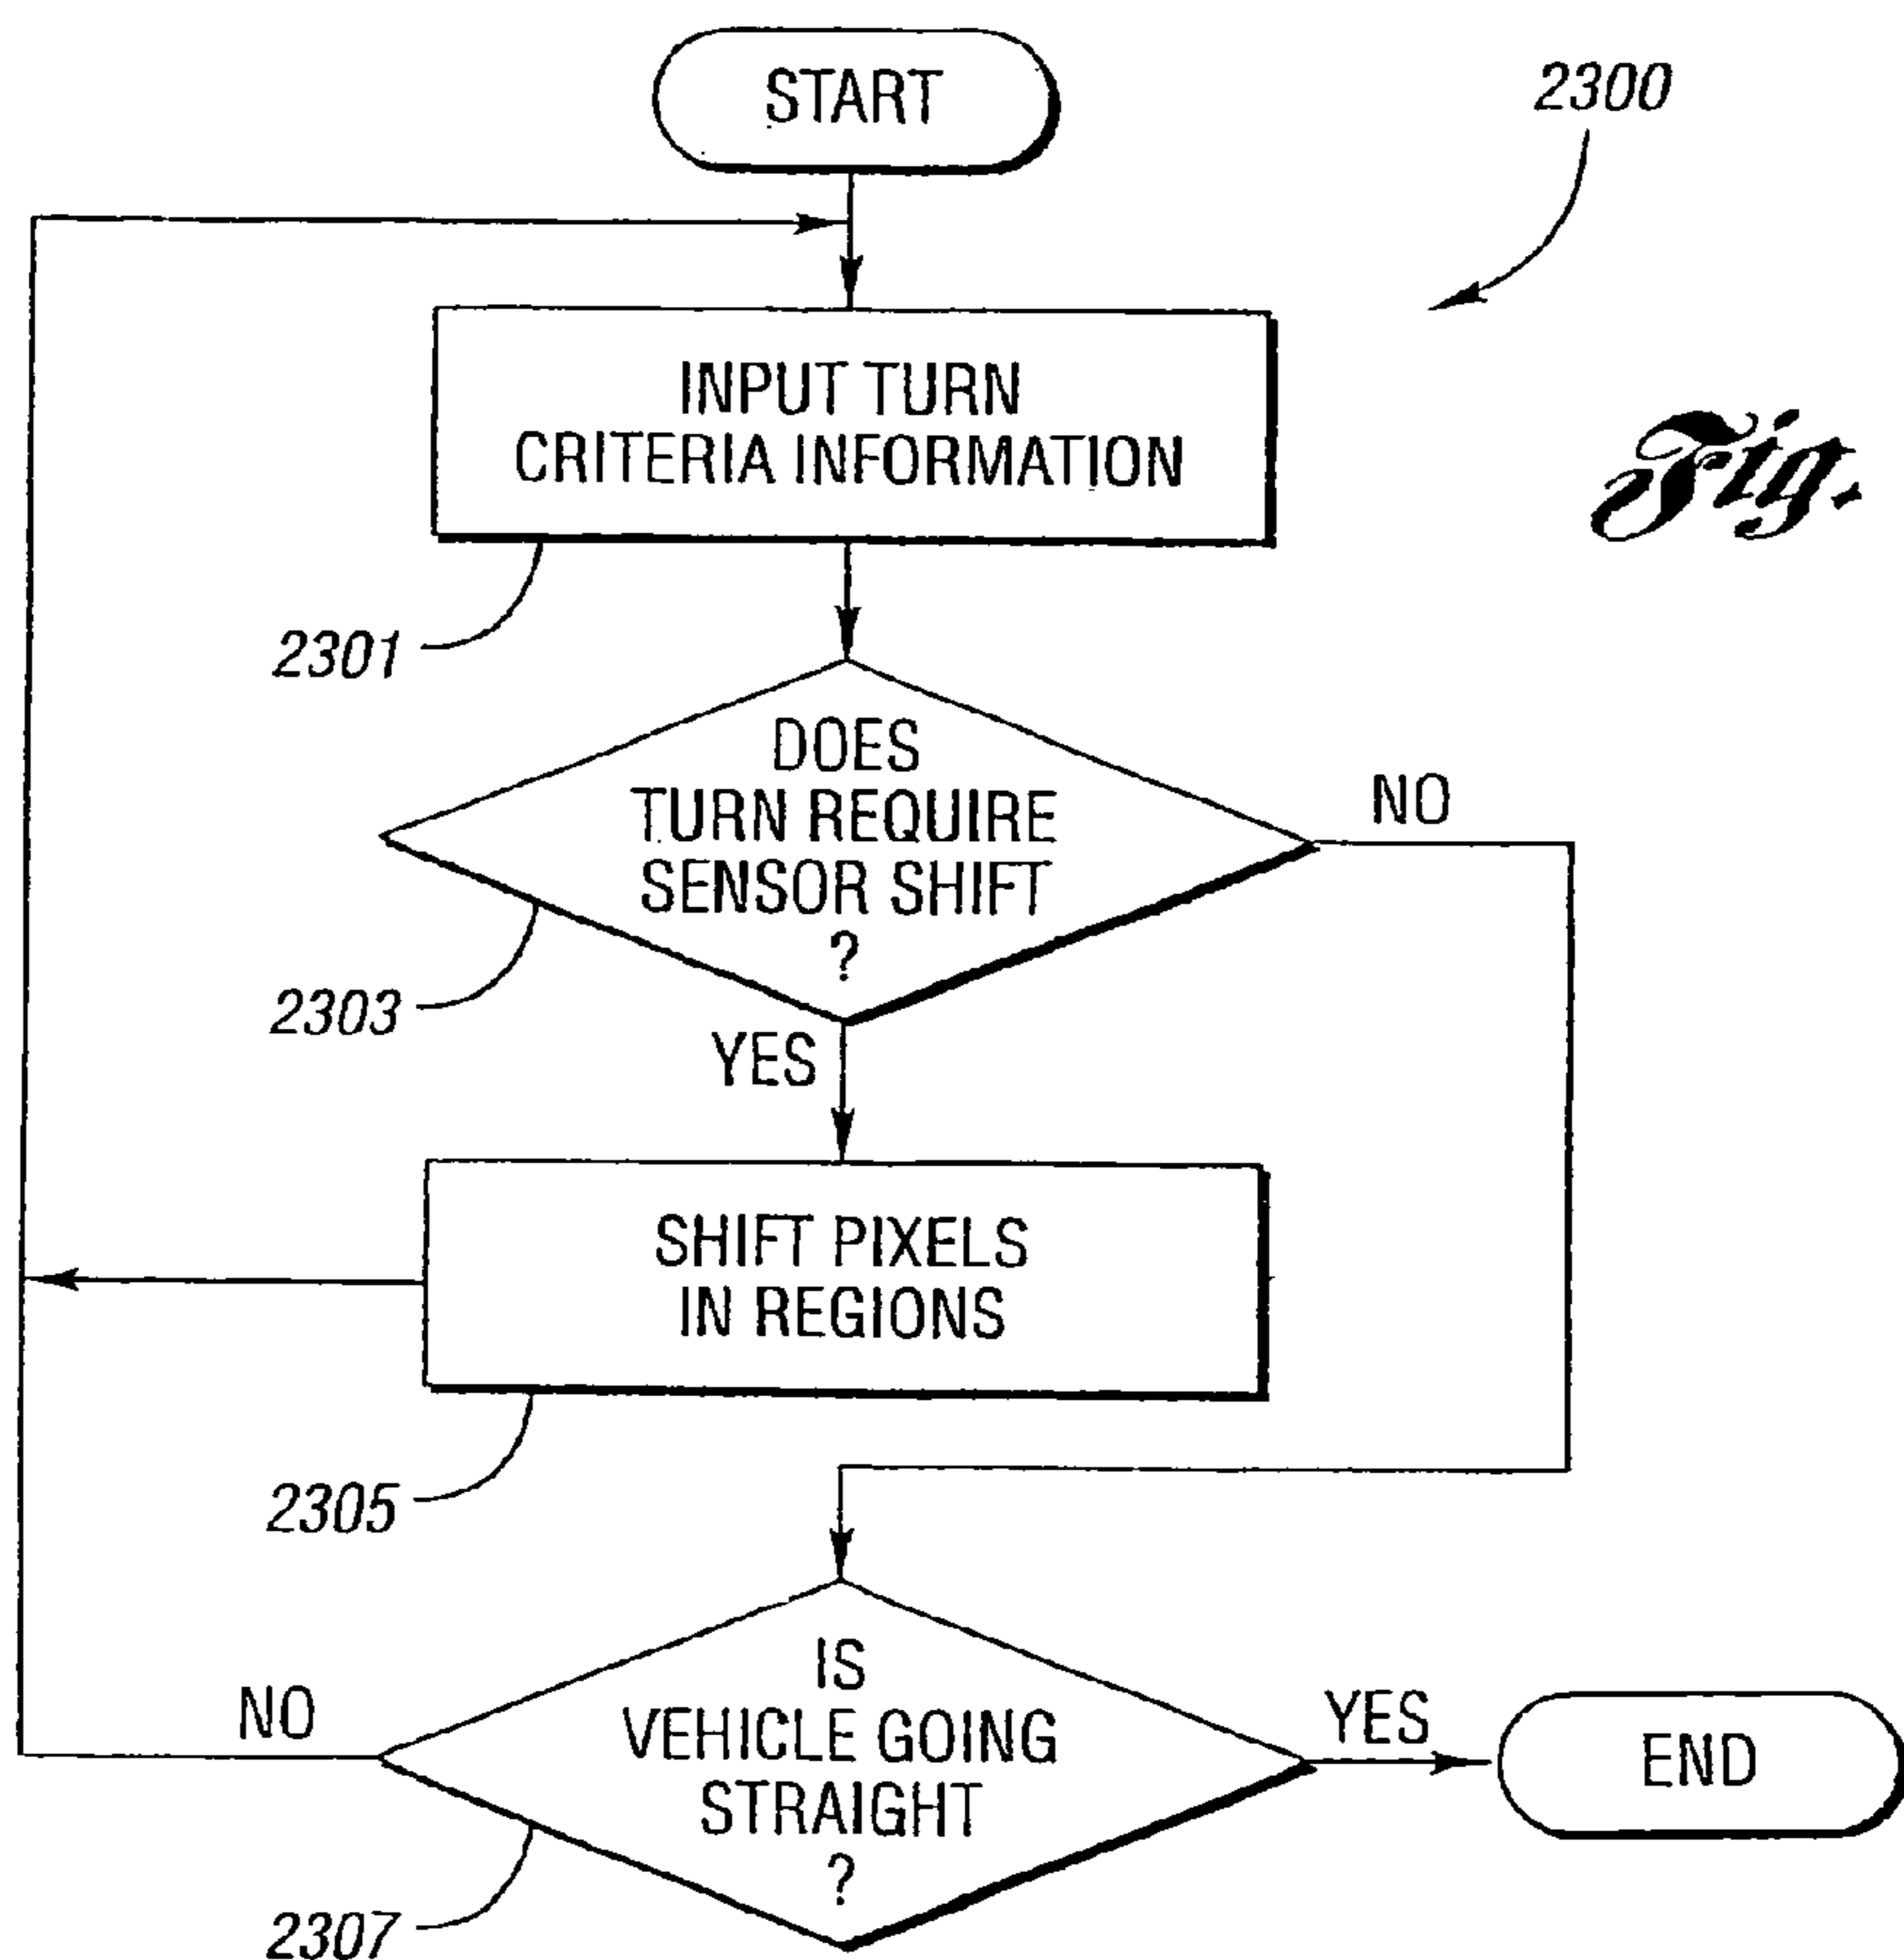 START
2300
INPUT TURN
CRITERIA INFORMATION
Fig.
2301
DOES
TURN REQUIRE
SENSOR SHIFT
?
NO
2303
YES
SHIFT PIXELS
IN REGIONS
2305
IS
VEHICLE GOING
STRAIGHT
?
NO
YES
END
2307